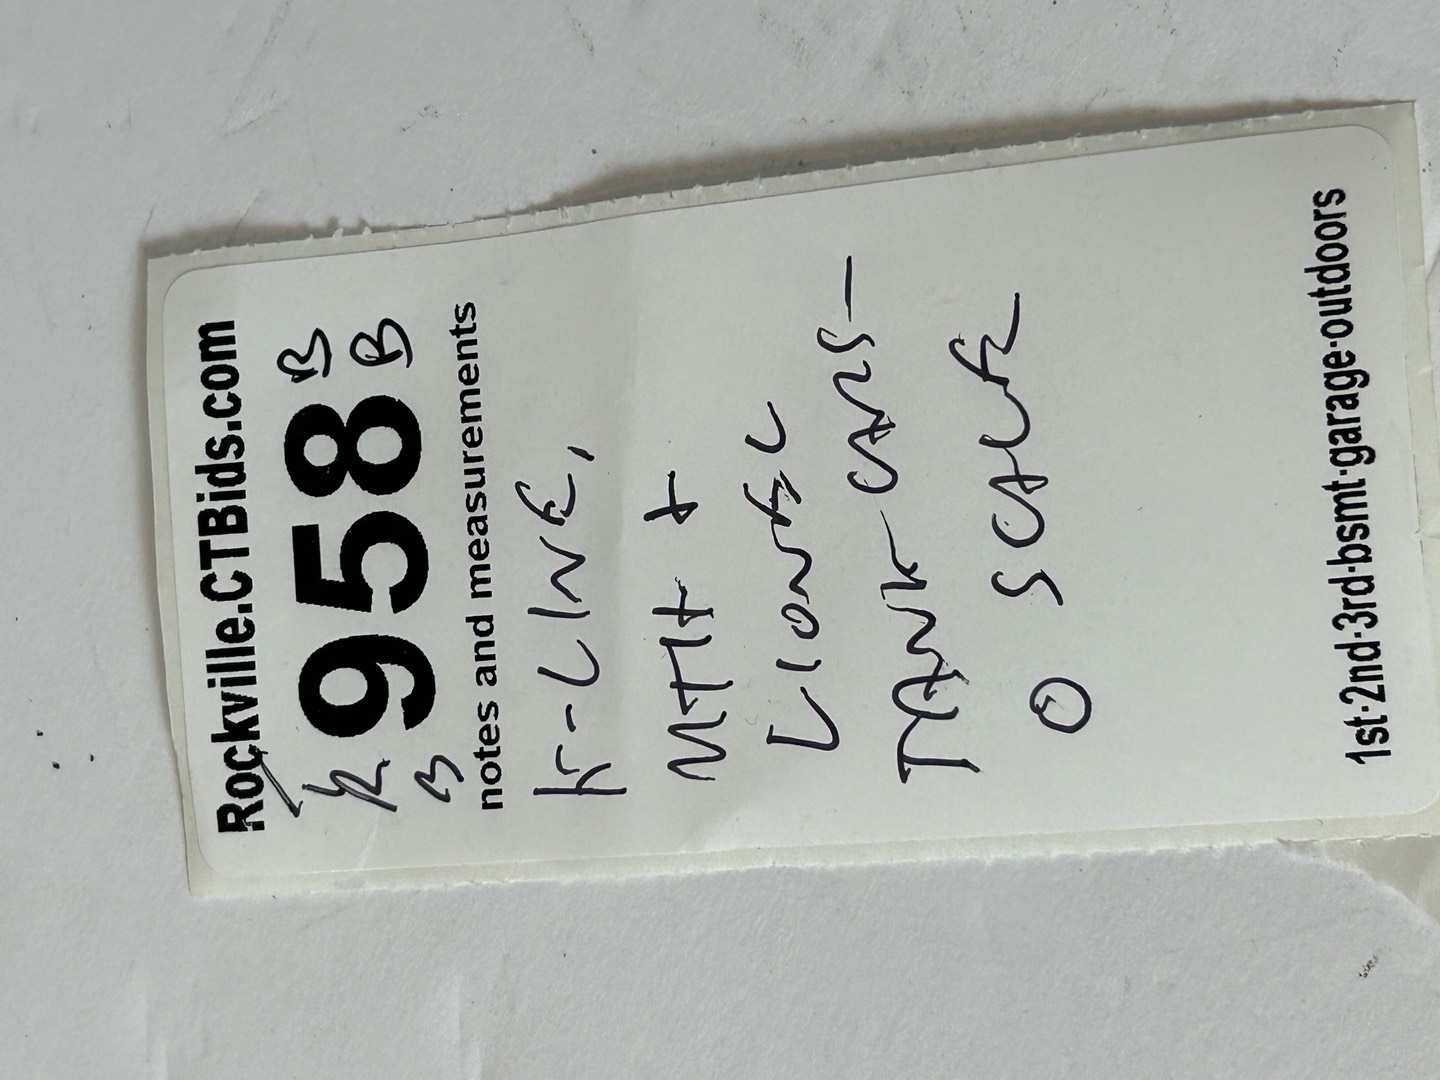 Rockville.CTBids.com
958
B
B
B
notes and measurements
K-LINE,
MTH +
LIONEL
TANK CARS-
O SCALE
1st·2nd·3rd·bsmt·garage·outdoors